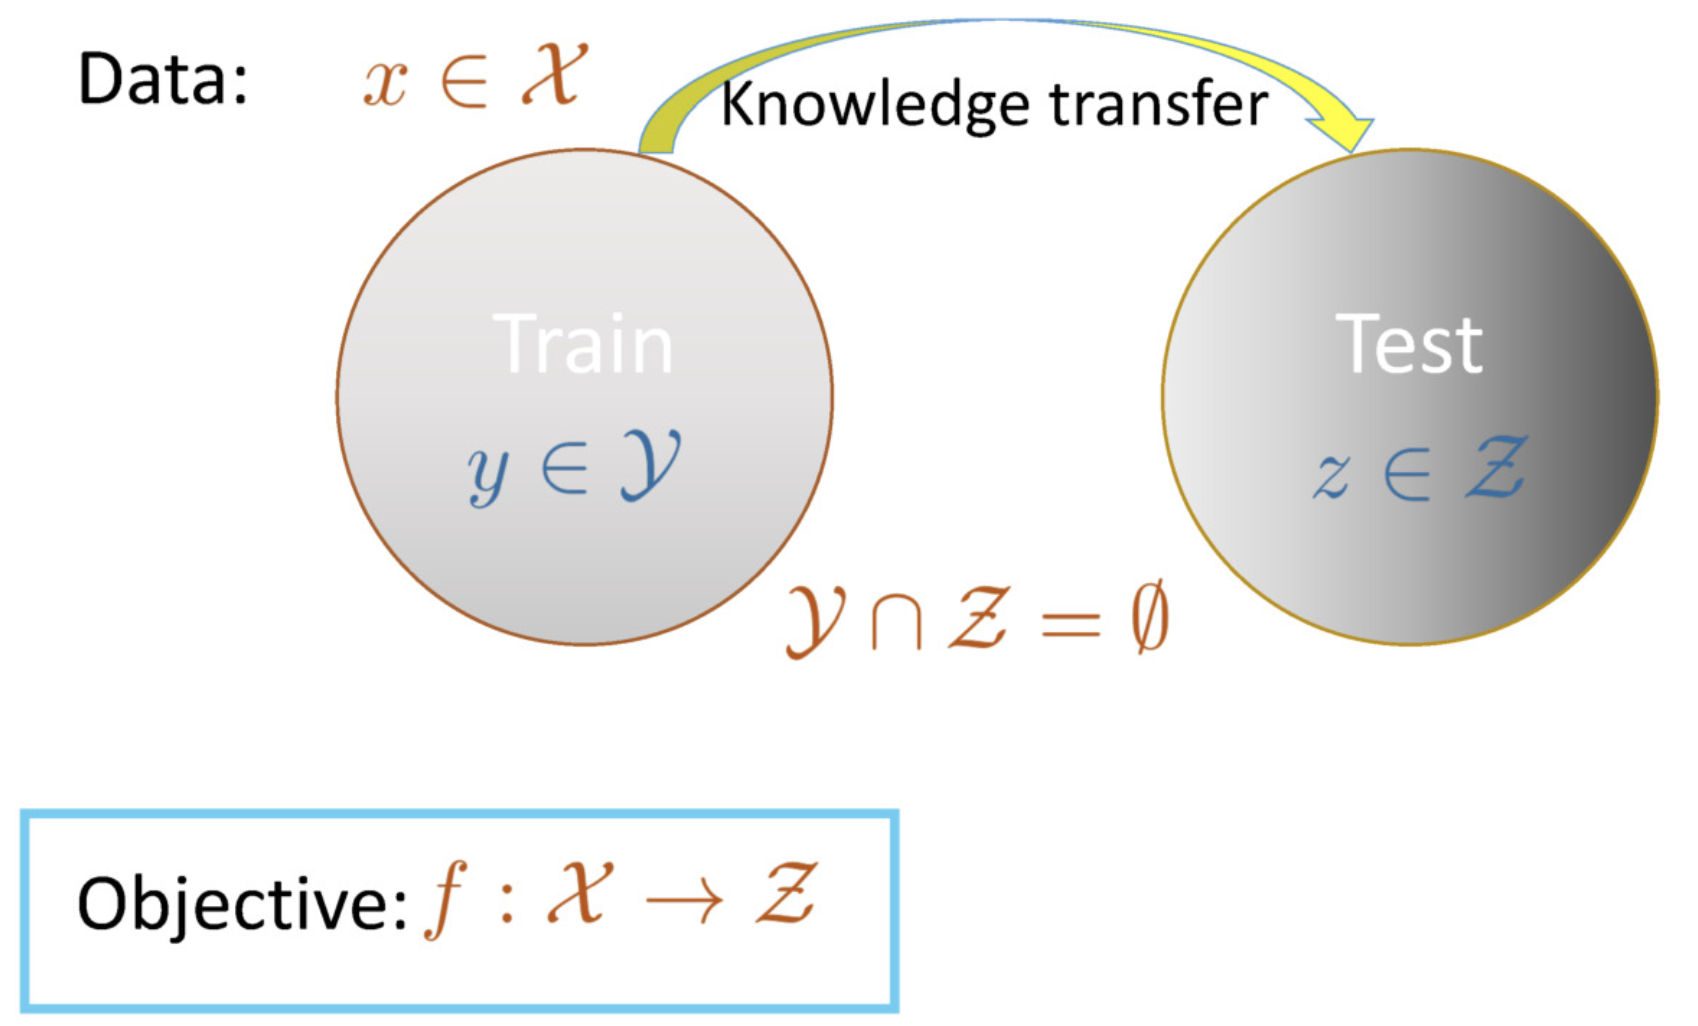 Data: x ∈ 𝒳
Knowledge transfer
Train
y ∈ 𝒴
Test
z ∈ 𝒵
𝒴 ∩ 𝒵 = ∅
Objective: f : 𝒳 → 𝒵